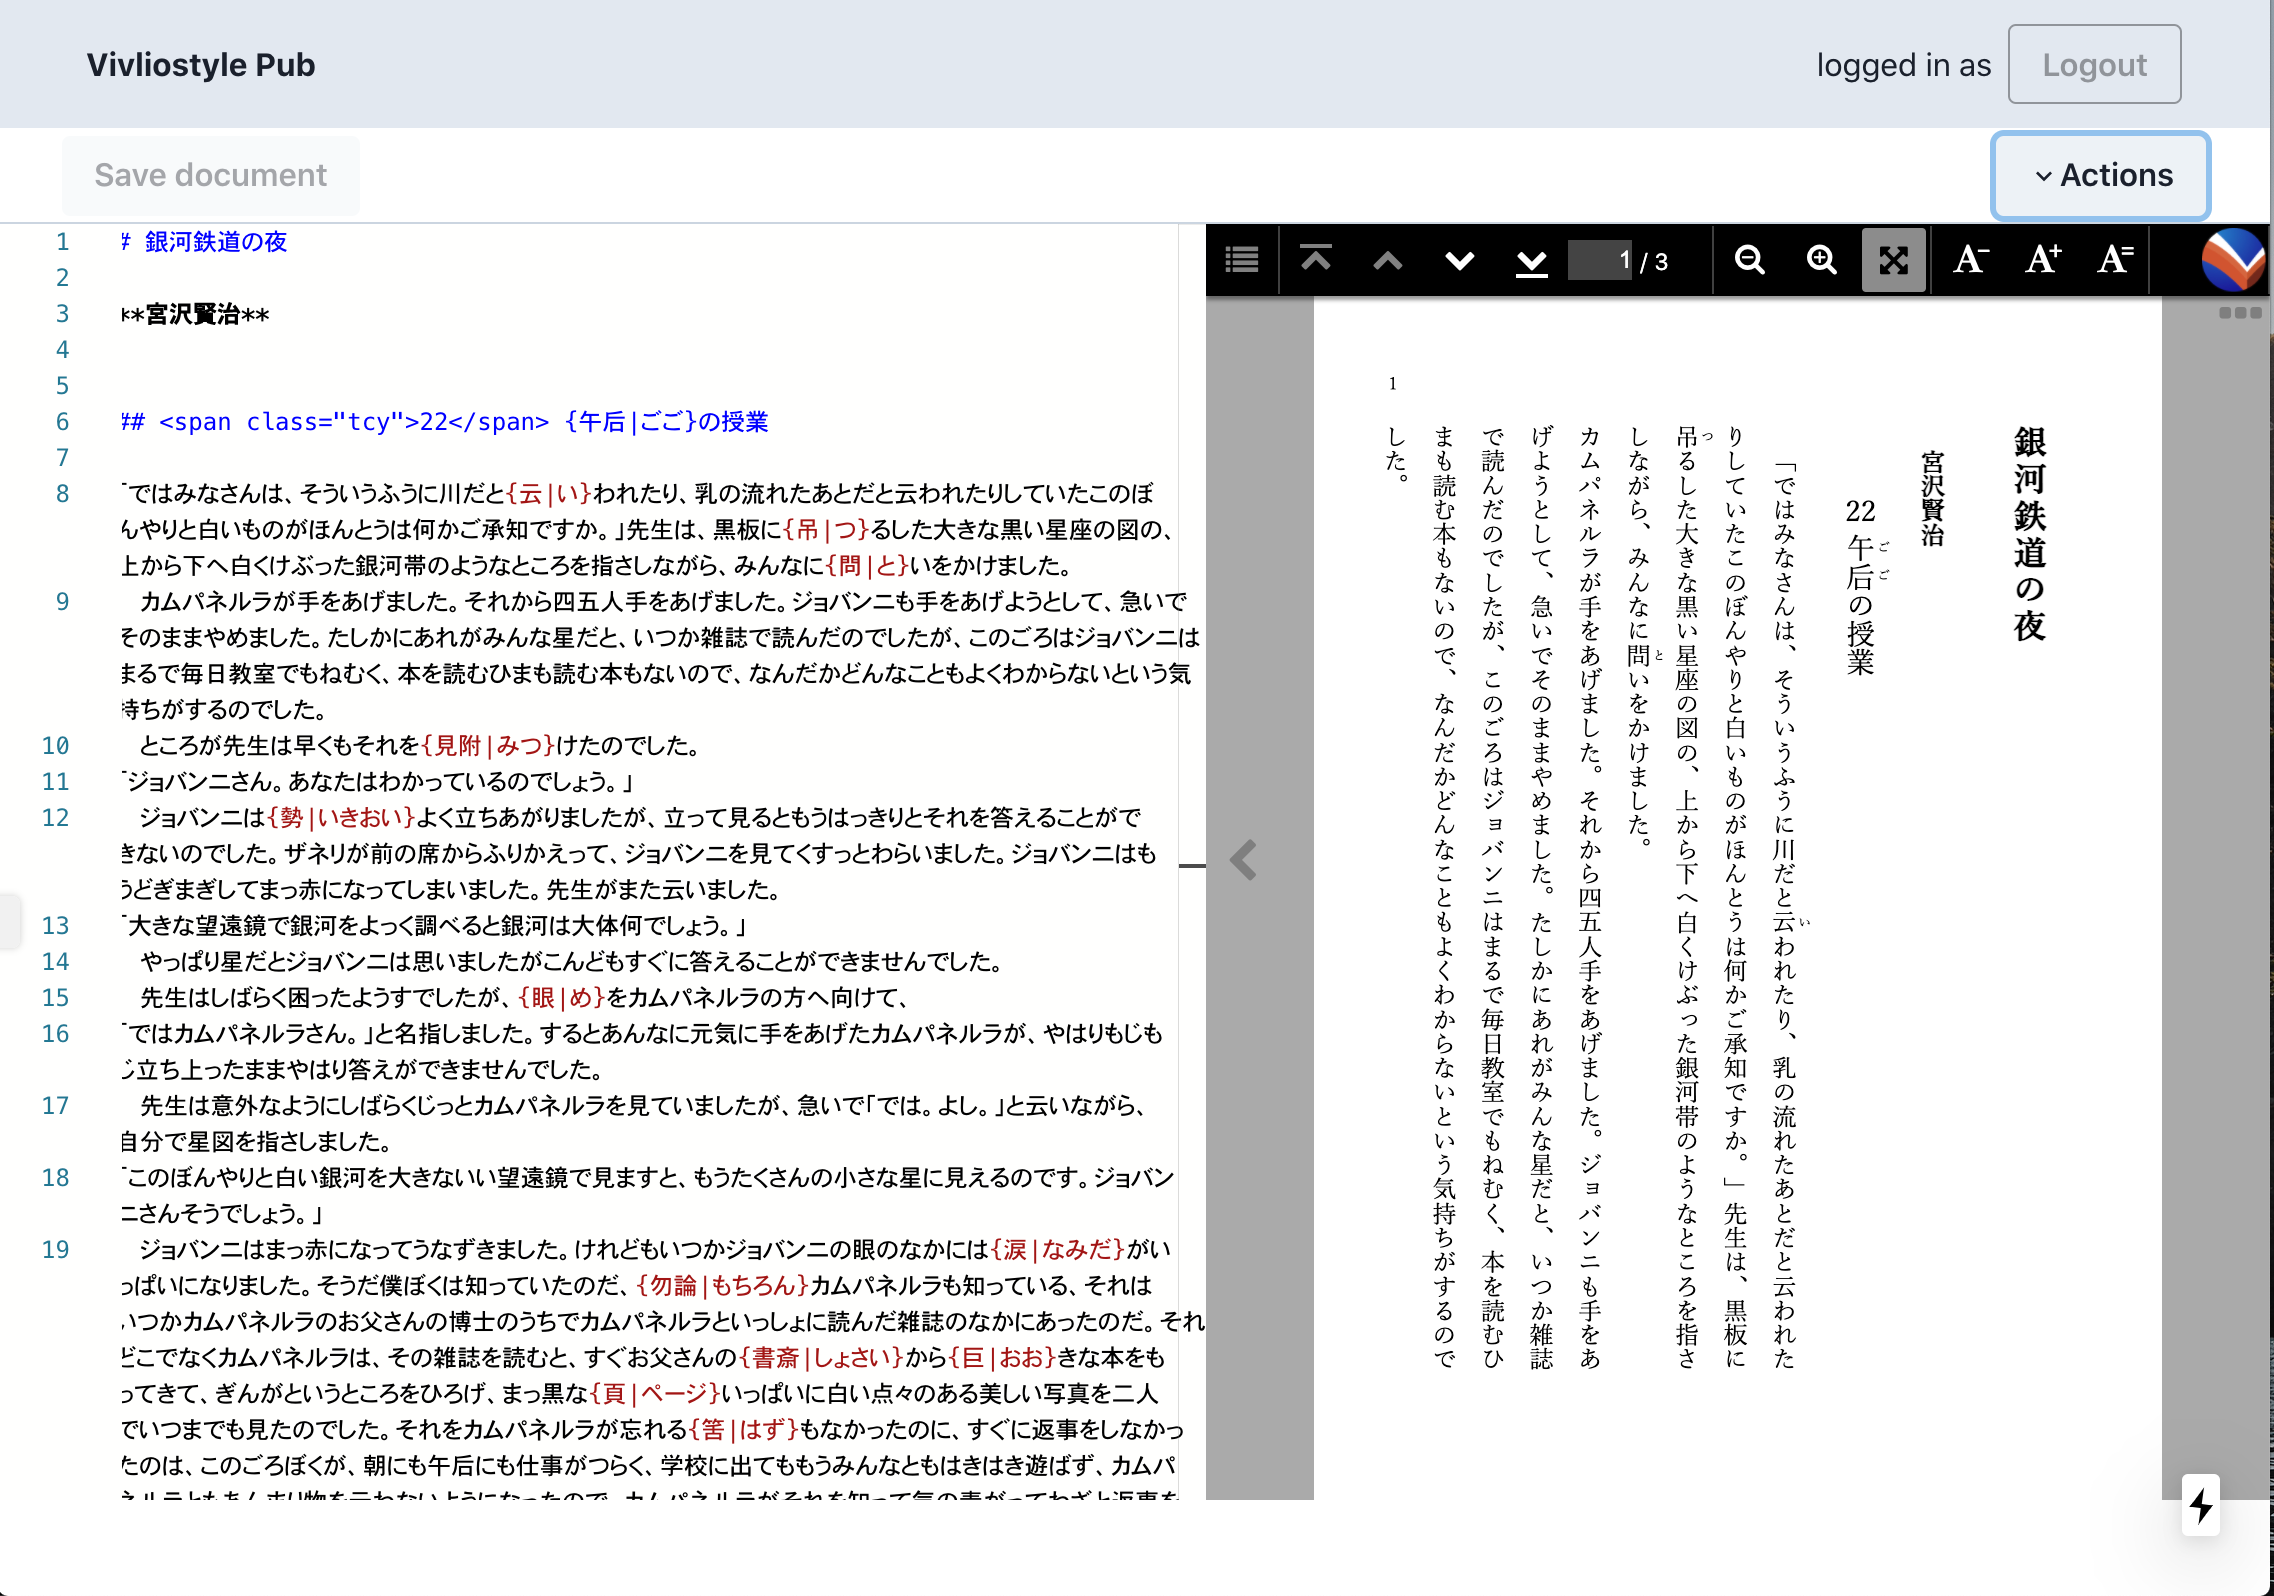 Vivliostyle Pub
logged in as
Logout
Save document
Actions
1 # 銀河鉄道の夜
2
3 **宮沢賢治**
4
5
6 ## <span class="tcy">22</span> {午后|ごご}の授業
7
8 「ではみなさんは、そういうふうに川だと{云|い}われたり、乳の流れたあとだと云われたりしていたこのぼ
んやりと白いものがほんとうは何かご承知ですか。」先生は、黒板に{吊|つ}るした大きな黒い星座の図の、
上から下へ白くけぶった銀河帯のようなところを指さしながら、みんなに{問|と}いをかけました。
9 カムパネルラが手をあげました。それから四五人手をあげました。ジョバンニも手をあげようとして、急いで
そのままやめました。たしかにあれがみんな星だと、いつか雑誌で読んだのでしたが、このごろはジョバンニは
まるで毎日教室でもねむく、本を読むひまも読む本もないので、なんだかどんなこともよくわからないという気
持ちがするのでした。
10 ところが先生は早くもそれを{見附|みつ}けたのでした。
11 「ジョバンニさん。あなたはわかっているのでしょう。」
12 ジョバンニは{勢|いきおい}よく立ちあがりましたが、立って見るともうはっきりとそれを答えることがで
きないのでした。ザネリが前の席からふりかえって、ジョバンニを見てくすっとわらいました。ジョバンニはも
うどぎまぎしてまっ赤になってしまいました。先生がまた云いました。
13 「大きな望遠鏡で銀河をよっく調べると銀河は大体何でしょう。」
14 やっぱり星だとジョバンニは思いましたがこんどもすぐに答えることができませんでした。
15 先生はしばらく困ったようすでしたが、{眼|め}をカムパネルラの方へ向けて、
16 「ではカムパネルラさん。」と名指しました。するとあんなに元気に手をあげたカムパネルラが、やはりもじも
じ立ち上ったままやはり答えができませんでした。
17 先生は意外なようにしばらくじっとカムパネルラを見ていましたが、急いで「では。よし。」と云いながら、
自分で星図を指さしました。
18 「このぼんやりと白い銀河を大きないい望遠鏡で見ますと、もうたくさんの小さな星に見えるのです。ジョバン
ニさんそうでしょう。」
19 ジョバンニはまっ赤になってうなずきました。けれどもいつかジョバンニの眼のなかには{涙|なみだ}がい
っぱいになりました。そうだ僕ぼくは知っていたのだ、{勿論|もちろん}カムパネルラも知っている、それは
いつかカムパネルラのお父さんの博士のうちでカムパネルラといっしょに読んだ雑誌のなかにあったのだ。それ
どこでなくカムパネルラは、その雑誌を読むと、すぐお父さんの{書斎|しょさい}から{巨|おお}きな本をも
ってきて、ぎんがというところをひろげ、まっ黒な{頁|ページ}いっぱいに白い点々のある美しい写真を二人
でいつまでも見たのでした。それをカムパネルラが忘れる{筈|はず}もなかったのに、すぐに返事をしなかっ
たのは、このごろぼくが、朝にも午后にも仕事がつらく、学校に出てももうみんなともはきはき遊ばず、カムパ
1 / 3
A- A+ A=
銀河鉄道の夜
宮沢賢治
22 午后の授業
ごご
「ではみなさんは、そういうふうに川だと云われたり、乳の流れたあとだと云われた
い
りしていたこのぼんやりと白いものがほんとうは何かご承知ですか。」先生は、黒板に
吊るした大きな黒い星座の図の、上から下へ白くけぶった銀河帯のようなところを指さ
つ
しながら、みんなに問いをかけました。
と
カムパネルラが手をあげました。それから四五人手をあげました。ジョバンニも手をあ
げようとして、急いでそのままやめました。たしかにあれがみんな星だと、いつか雑誌
で読んだのでしたが、このごろはジョバンニはまるで毎日教室でもねむく、本を読むひ
まも読む本もないので、なんだかどんなこともよくわからないという気持ちがするので
した。
1